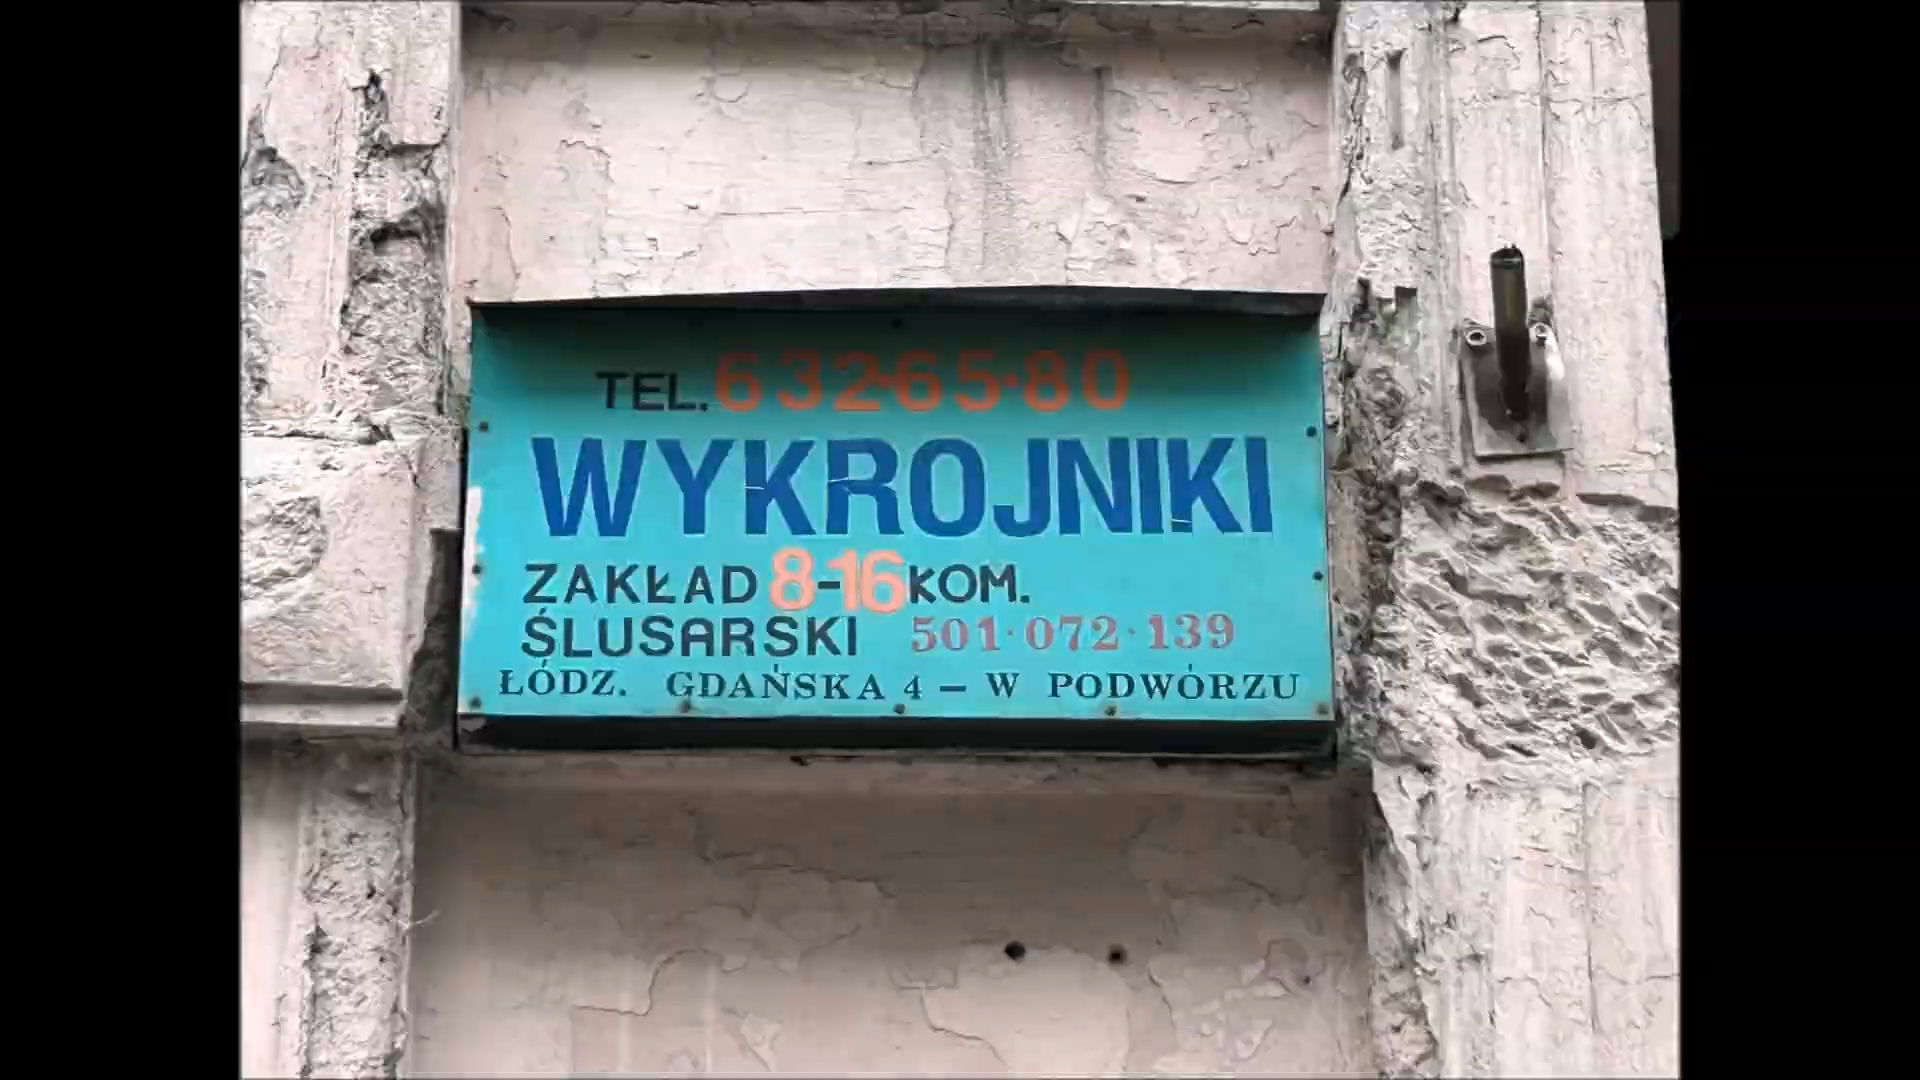 TEL. 632•65•80
WYKROJNIKI
ZAKŁAD 8-16 KOM.
ŚLUSARSKI 501·072·139
ŁÓDZ. GDAŃSKA 4 – W PODWÓRZU